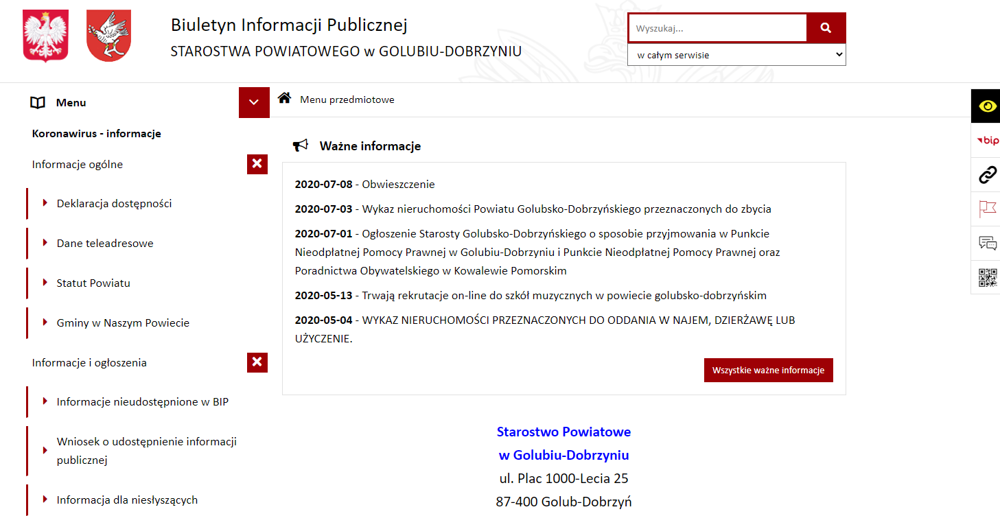 Biuletyn Informacji Publicznej
STAROSTWA POWIATOWEGO w GOLUBIU-DOBRZYNIU
Wyszukaj...
w całym serwisie
Menu
Koronawirus - informacje
Informacje ogólne
Deklaracja dostępności
Dane teleadresowe
Statut Powiatu
Gminy w Naszym Powiecie
Informacje i ogłoszenia
Informacje nieudostępnione w BIP
Wniosek o udostępnienie informacji
publicznej
Informacja dla niesłyszących
Menu przedmiotowe
Ważne informacje
2020-07-08 - Obwieszczenie
2020-07-03 - Wykaz nieruchomości Powiatu Golubsko-Dobrzyńskiego przeznaczonych do zbycia
2020-07-01 - Ogłoszenie Starosty Golubsko-Dobrzyńskiego o sposobie przyjmowania w Punkcie
Nieodpłatnej Pomocy Prawnej w Golubiu-Dobrzyniu i Punkcie Nieodpłatnej Pomocy Prawnej oraz
Poradnictwa Obywatelskiego w Kowalewie Pomorskim
2020-05-13 - Trwają rekrutacje on-line do szkół muzycznych w powiecie golubsko-dobrzyńskim
2020-05-04 - WYKAZ NIERUCHOMOŚCI PRZEZNACZONYCH DO ODDANIA W NAJEM, DZIERŻAWĘ LUB
UŻYCZENIE.
Wszystkie ważne informacje
Starostwo Powiatowe
w Golubiu-Dobrzyniu
ul. Plac 1000-Lecia 25
87-400 Golub-Dobrzyń
bip